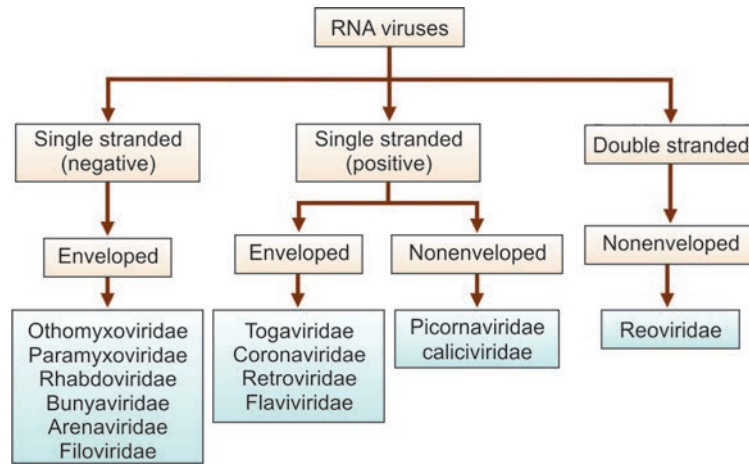 RNA viruses
Single stranded
(negative)
Single stranded
(positive)
Double stranded
Enveloped
Enveloped
Nonenveloped
Nonenveloped
Othomyxoviridae
Paramyxoviridae
Rhabdoviridae
Bunyaviridae
Arenaviridae
Filoviridae
Togaviridae
Coronaviridae
Retroviridae
Flaviviridae
Picornaviridae
caliciviridae
Reoviridae